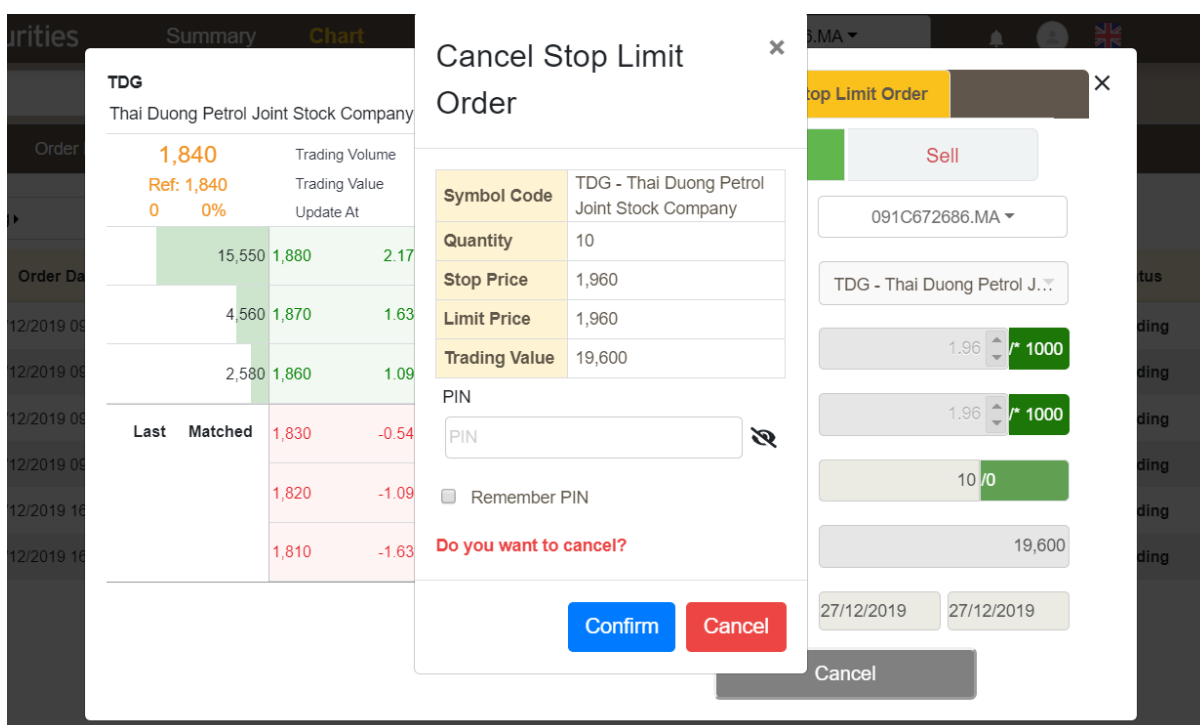 urities Summary Chart 6.MA
Cancel Stop Limit
Order
×
TDG
Thai Duong Petrol Joint Stock Company
top Limit Order
Order
1,840 Trading Volume
Ref: 1,840 Trading Value
0 0% Update At
Sell
091C672686.MA
Symbol Code TDG - Thai Duong Petrol
Joint Stock Company
Quantity 10
Stop Price 1,960
Limit Price 1,960
Trading Value 19,600
15,550 1,880 2.17
4,560 1,870 1.63
2,580 1,860 1.09
Last Matched 1,830 -0.54
1,820 -1.09
1,810 -1.63
Order Da
12/2019 09
12/2019 09
12/2019 09
12/2019 09
12/2019 16
12/2019 16
PIN
PIN
Remember PIN
Do you want to cancel?
Confirm Cancel
TDG - Thai Duong Petrol J...
1.96 /* 1000
1.96 /* 1000
10 /0
19,600
27/12/2019 27/12/2019
Cancel
tus
ding
ding
ding
ding
ding
ding